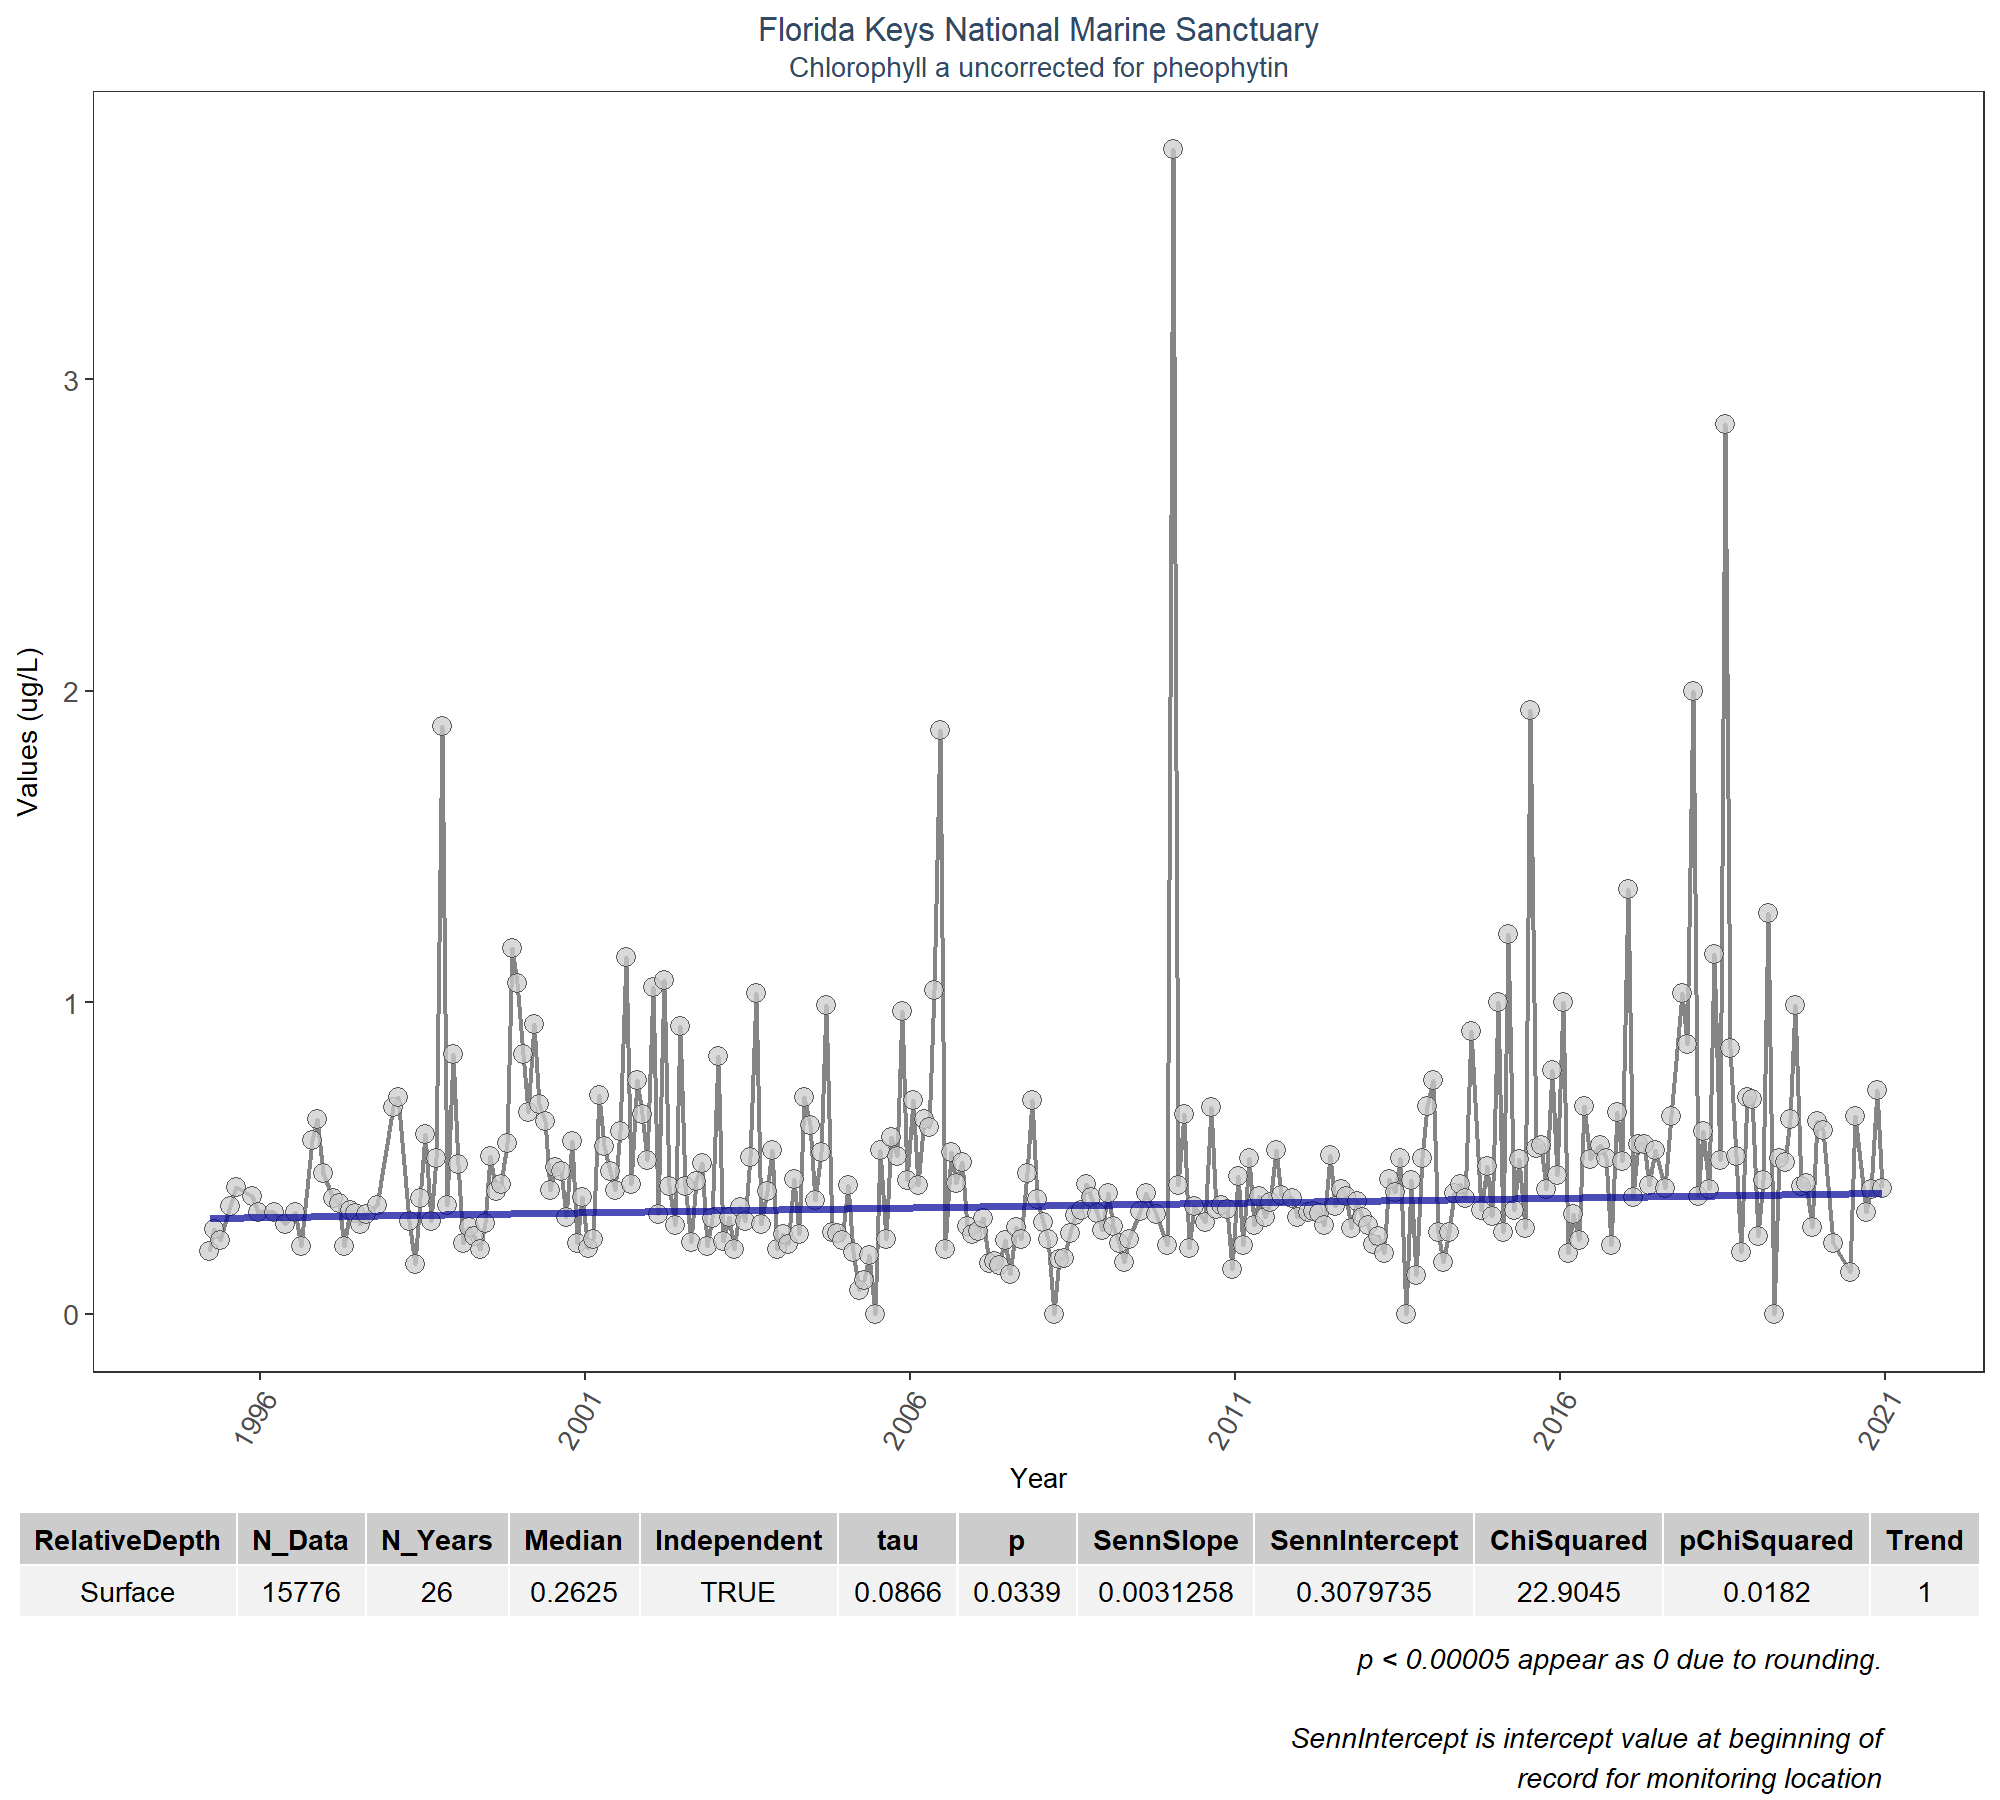 Florida Keys National Marine Sanctuary
Chlorophyll a uncorrected for pheophytin
Values (ug/L)
3
2
1
0
1996 2001 2006 2011 2016 2021
Year
RelativeDepth N_Data N_Years Median Independent tau p SennSlope SennIntercept ChiSquared pChiSquared Trend
Surface 15776 26 0.2625 TRUE 0.0866 0.0339 0.0031258 0.3079735 22.9045 0.0182 1
p < 0.00005 appear as 0 due to rounding.
SennIntercept is intercept value at beginning of
record for monitoring location